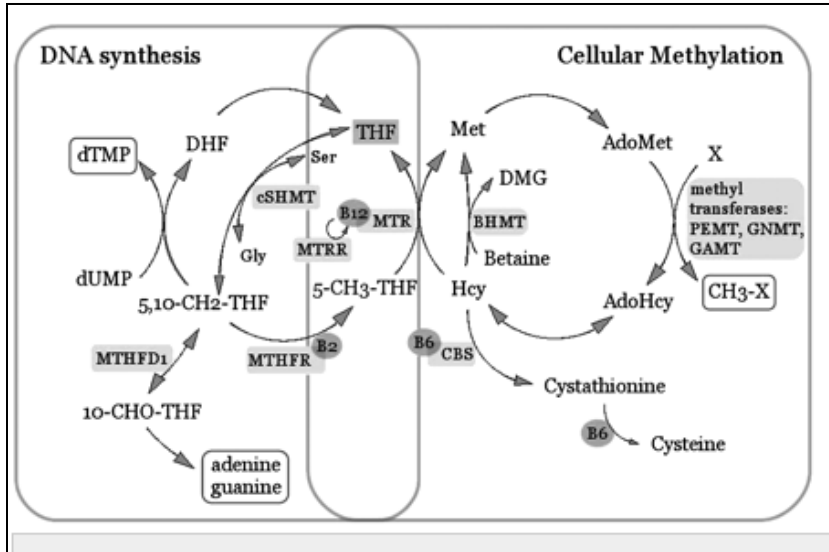 DNA synthesis
Cellular Methylation
DHF
THF
Met
AdoMet
X
dTMP
Ser
DMG
methyl
transferases:
PEMT, GNMT,
GAMT
cSHMT
B12
MTR
BHMT
MTRR
Gly
Betaine
dUMP
5,10-CH2-THF
5-CH3-THF
Hcy
AdoHcy
CH3-X
MTHFD1
MTHFR
B2
B6
CBS
Cystathionine
10-CHO-THF
B6
Cysteine
adenine
guanine